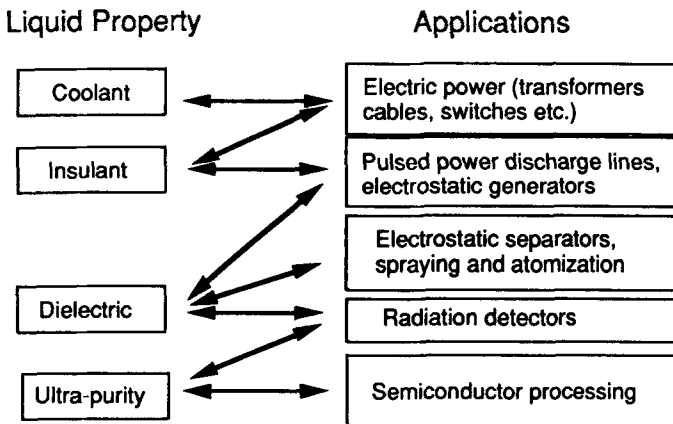 Liquid Property
Applications
Coolant
Electric power (transformers
cables, switches etc.)
Insulant
Pulsed power discharge lines,
electrostatic generators
Electrostatic separators,
spraying and atomization
Dielectric
Radiation detectors
Ultra-purity
Semiconductor processing